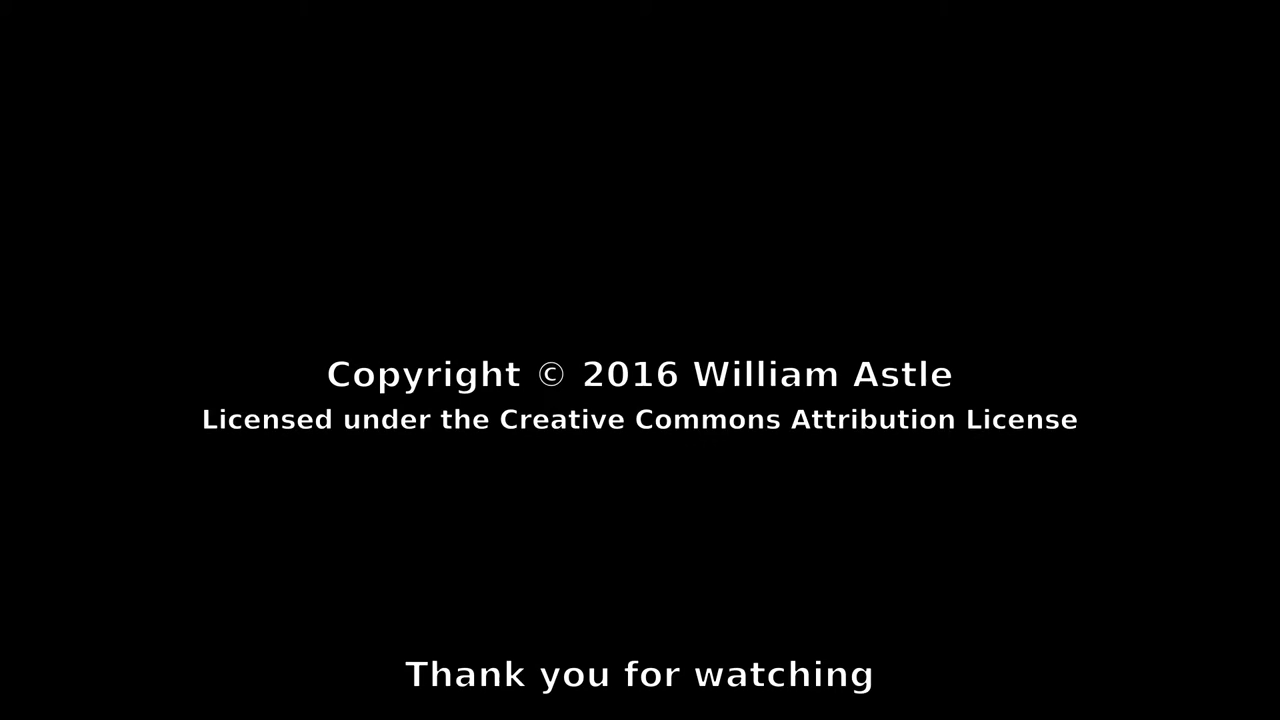 Copyright © 2016 William Astle
Licensed under the Creative Commons Attribution License
Thank you for watching